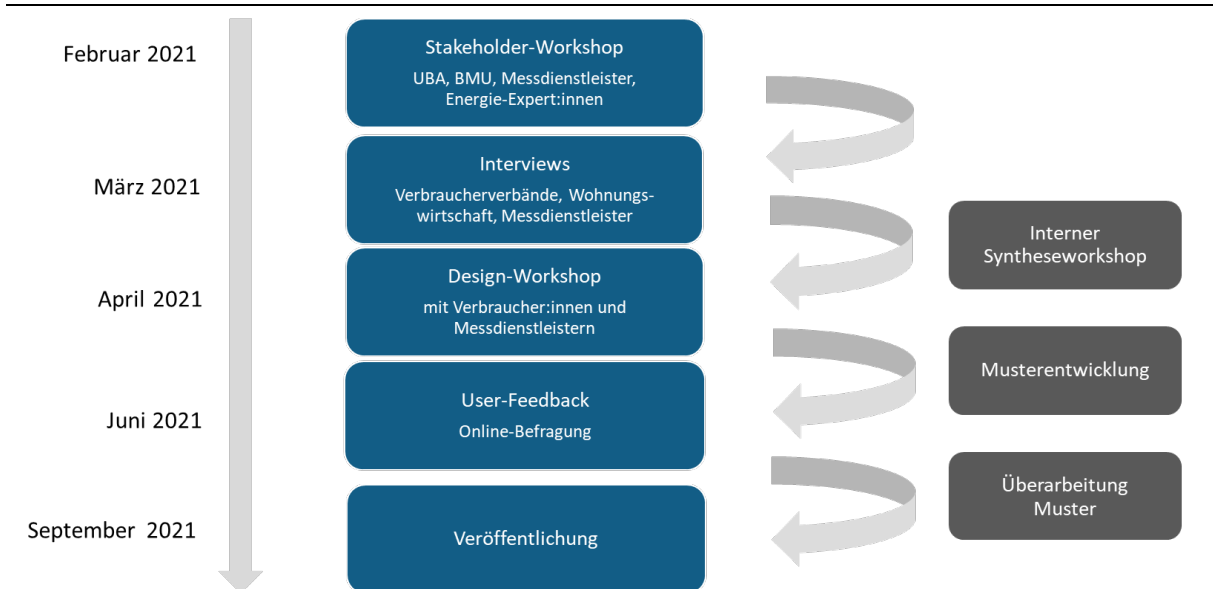 Februar 2021
Stakeholder-Workshop
UBA, BMU, Messdienstleister,
Energie-Expert:innen
März 2021
Interviews
Verbraucherverbände, Wohnungs-
wirtschaft, Messdienstleister
Interner
Syntheseworkshop
April 2021
Design-Workshop
mit Verbraucher:innen und
Messdienstleistern
Musterentwicklung
Juni 2021
User-Feedback
Online-Befragung
Überarbeitung
Muster
September 2021
Veröffentlichung